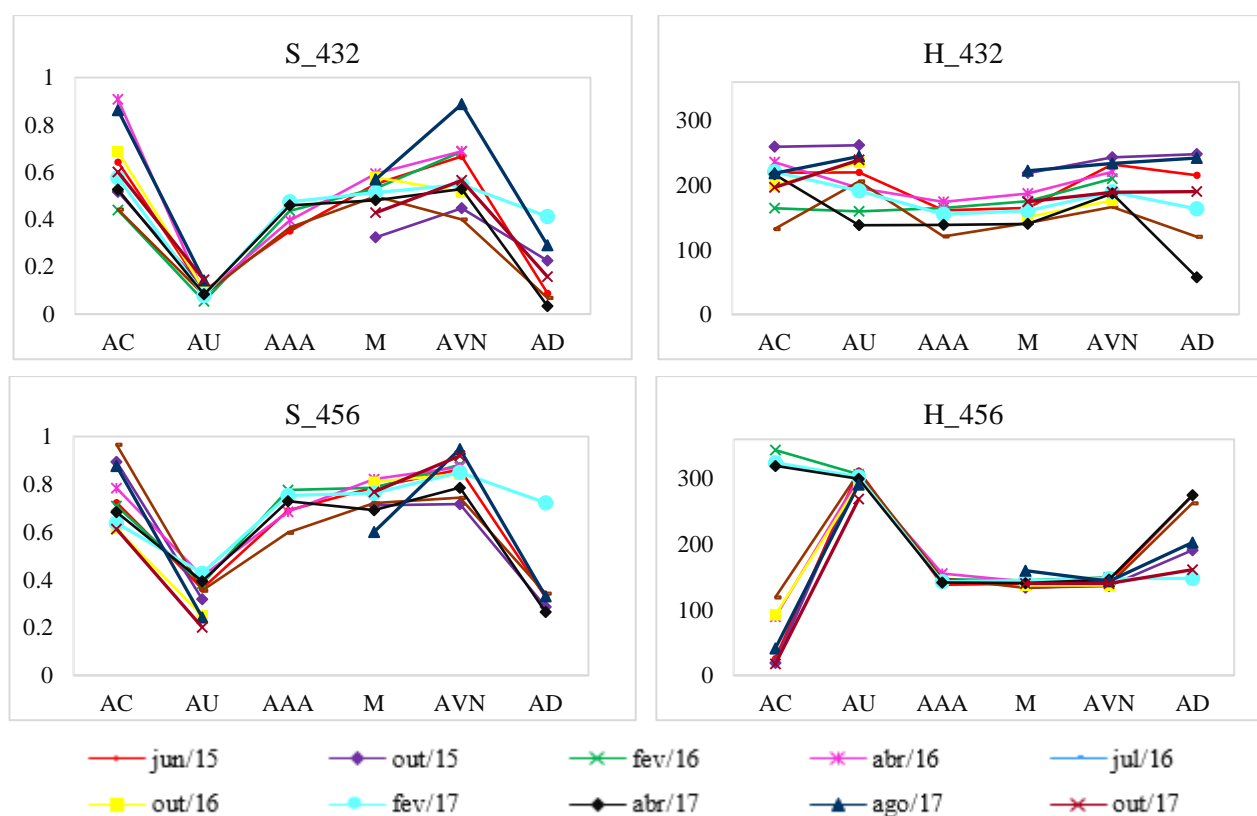 S_432
1
0.8
0.6
0.4
0.2
0
AC AU AAA M AVN AD
H_432
300
200
100
0
AC AU AAA M AVN AD
S_456
1
0.8
0.6
0.4
0.2
0
AC AU AAA M AVN AD
H_456
300
200
100
0
AC AU AAA M AVN AD
jun/15 out/15 fev/16 abr/16 jul/16
out/16 fev/17 abr/17 ago/17 out/17